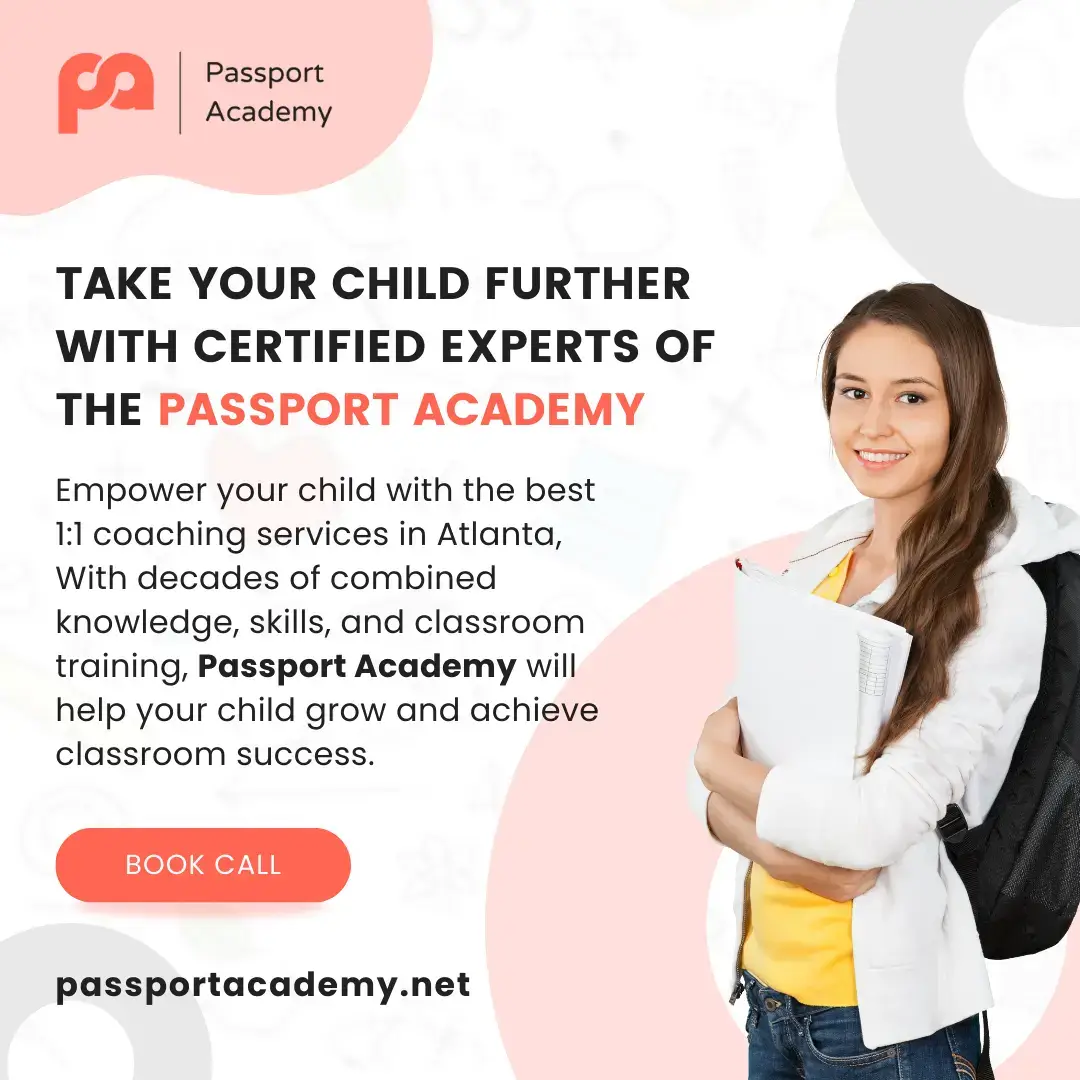 Passport
Academy
TAKE YOUR CHILD FURTHER
WITH CERTIFIED EXPERTS OF
THE PASSPORT ACADEMY
Empower your child with the best
1:1 coaching services in Atlanta,
With decades of combined
knowledge, skills, and classroom
training, Passport Academy will
help your child grow and achieve
classroom success.
BOOK CALL
passportacademy.net